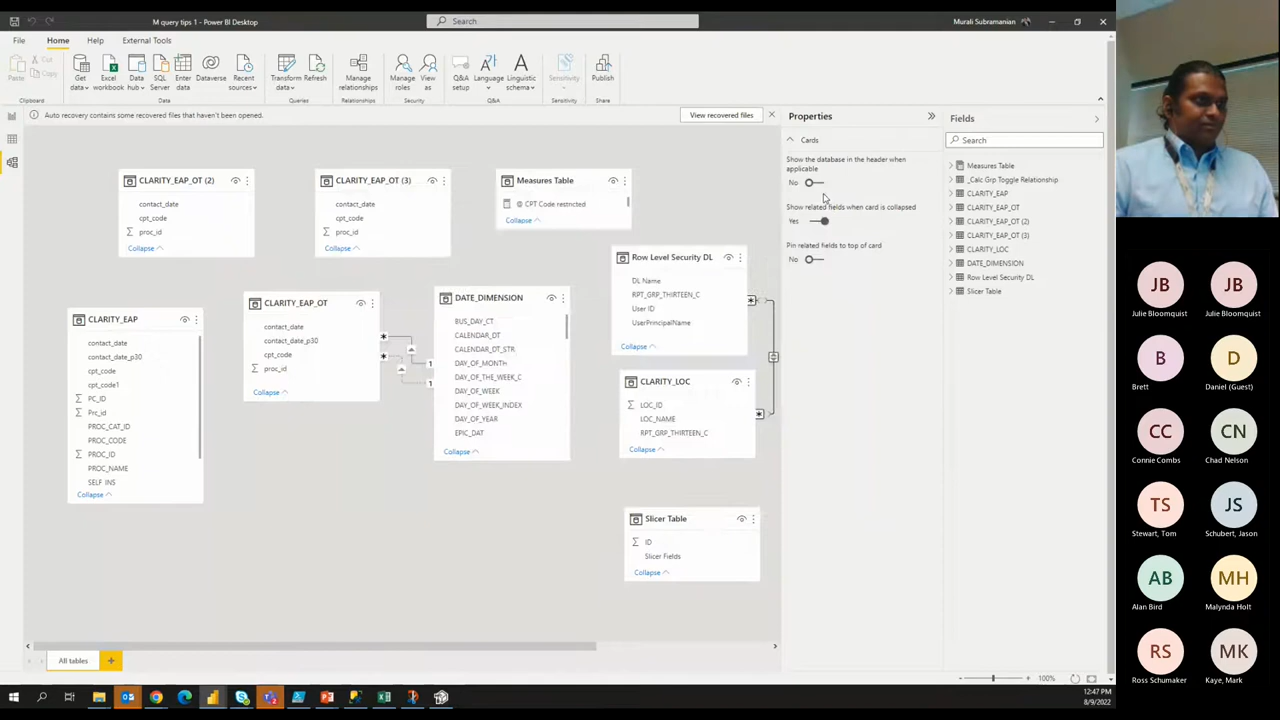 M query tips 1 - Power BI Desktop
Search
Murali Subramanian
File
Home
Help
External Tools
Paste
Cut
Copy
Get data
Excel workbook
Data hub
SQL Server
Enter data
Dataverse
Recent sources
Transform data
Refresh
Manage relationships
Manage roles
View as
Q&A setup
Language
Linguistic schema
Sensitivity
Publish
Clipboard
Data
Queries
Relationships
Security
Q&A
Sensitivity
Share
Auto recovery contains some recovered files that haven't been opened.
View recovered files
CLARITY_EAP_OT (2)
contact_date
cpt_code
proc_id
Collapse
CLARITY_EAP_OT (3)
contact_date
cpt_code
proc_id
Collapse
Measures Table
@ CPT Code restricted
Collapse
Row Level Security DL
DL Name
RPT_GRP_THIRTEEN_C
User ID
UserPrincipalName
Collapse
CLARITY_EAP
contact_date
contact_date_p30
cpt_code
cpt_code1
PC_ID
Prc_id
PROC_CAT_ID
PROC_CODE
PROC_ID
PROC_NAME
SELF_INS
Collapse
CLARITY_EAP_OT
contact_date
contact_date_p30
cpt_code
proc_id
Collapse
DATE_DIMENSION
BUS_DAY_CT
CALENDAR_DT
CALENDAR_DT_STR
DAY_OF_MONTH
DAY_OF_THE_WEEK_C
DAY_OF_WEEK
DAY_OF_WEEK_INDEX
DAY_OF_YEAR
EPIC_DAT
Collapse
1
1
CLARITY_LOC
LOC_ID
LOC_NAME
RPT_GRP_THIRTEEN_C
Collapse
Slicer Table
ID
Slicer Fields
Collapse
Properties
Cards
Show the database in the header when
applicable
No
Show related fields when card is collapsed
Yes
Pin related fields to top of card
No
Fields
Search
Measures Table
_Calc Grp Toggle Relationship
CLARITY_EAP
CLARITY_EAP_OT
CLARITY_EAP_OT (2)
CLARITY_EAP_OT (3)
CLARITY_LOC
DATE_DIMENSION
Row Level Security DL
Slicer Table
All tables
100%
12:47 PM
8/9/2022
JB
Julie Bloomquist
JB
Julie Bloomquist
B
Brett
D
Daniel (Guest)
CC
Connie Combs
CN
Chad Nelson
TS
Stewart, Tom
JS
Schubert, Jason
AB
Alan Bird
MH
Malynda Holt
RS
Ross Schumaker
MK
Kaye, Mark